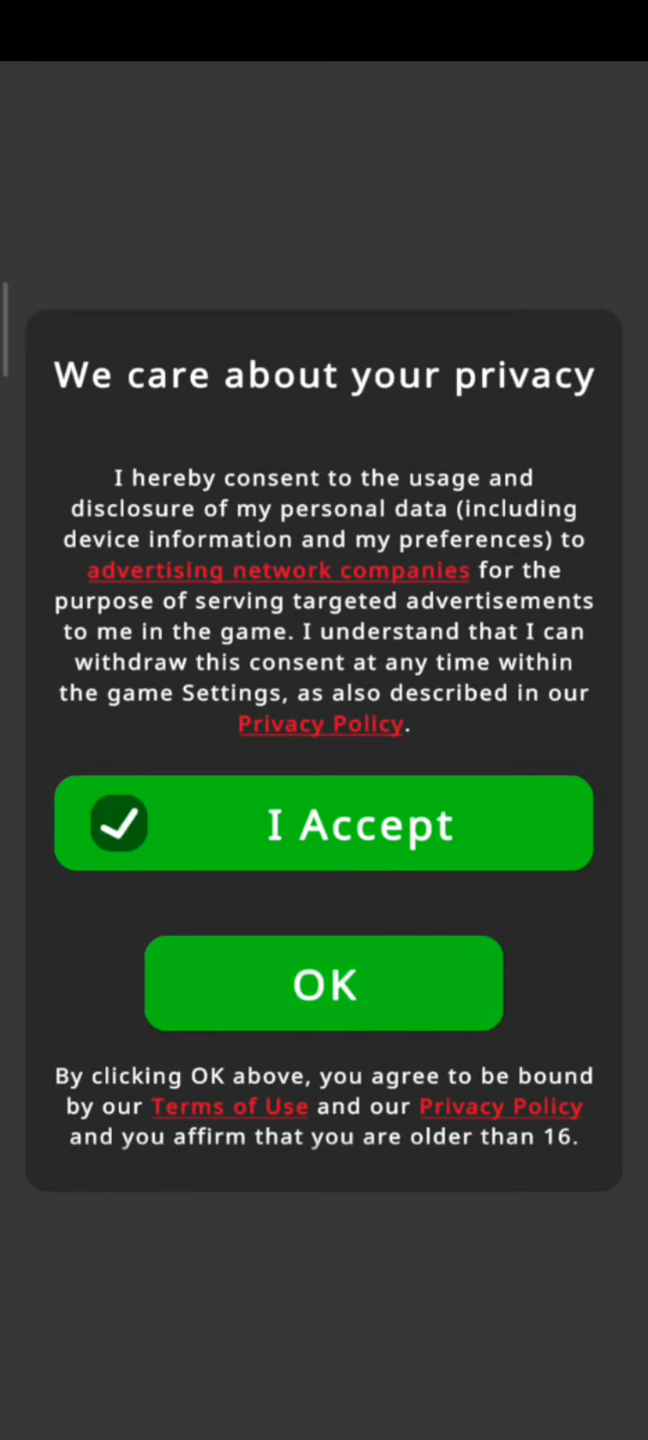 We care about your privacy
I hereby consent to the usage and
disclosure of my personal data (including
device information and my preferences) to
advertising network companies for the
purpose of serving targeted advertisements
to me in the game. I understand that I can
withdraw this consent at any time within
the game Settings, as also described in our
Privacy Policy.
I Accept
OK
By clicking OK above, you agree to be bound
by our Terms of Use and our Privacy Policy
and you affirm that you are older than 16.